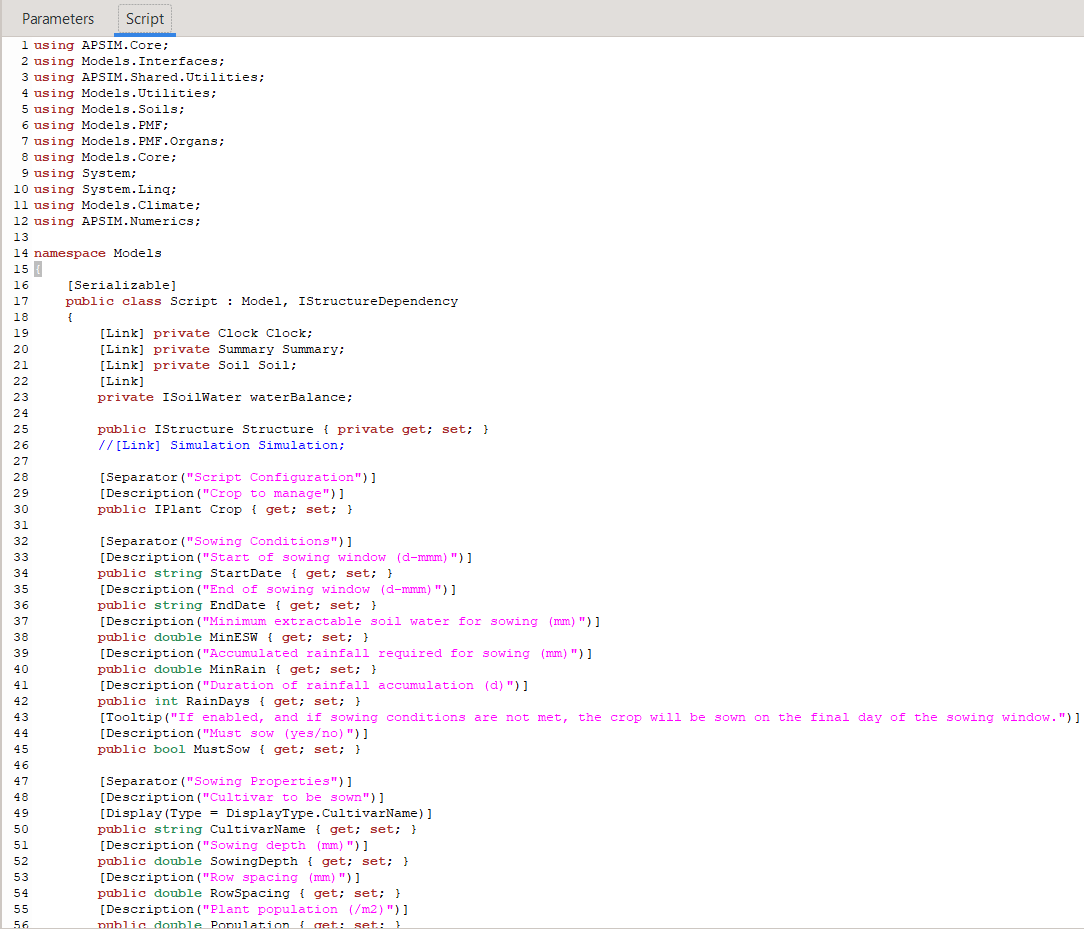 Parameters Script
1 using APSIM.Core;
2 using Models.Interfaces;
3 using APSIM.Shared.Utilities;
4 using Models.Utilities;
5 using Models.Soils;
6 using Models.PMF;
7 using Models.PMF.Organs;
8 using Models.Core;
9 using System;
10 using System.Linq;
11 using Models.Climate;
12 using APSIM.Numerics;
13
14 namespace Models
15 {
16     [Serializable]
17     public class Script : Model, IStructureDependency
18     {
19         [Link] private Clock Clock;
20         [Link] private Summary Summary;
21         [Link] private Soil Soil;
22         [Link]
23         private ISoilWater waterBalance;
24
25         public IStructure Structure { private get; set; }
26         //[Link] Simulation Simulation;
27
28         [Separator("Script Configuration")]
29         [Description("Crop to manage")]
30         public IPlant Crop { get; set; }
31
32         [Separator("Sowing Conditions")]
33         [Description("Start of sowing window (d-mmm)")]
34         public string StartDate { get; set; }
35         [Description("End of sowing window (d-mmm)")]
36         public string EndDate { get; set; }
37         [Description("Minimum extractable soil water for sowing (mm)")]
38         public double MinESW { get; set; }
39         [Description("Accumulated rainfall required for sowing (mm)")]
40         public double MinRain { get; set; }
41         [Description("Duration of rainfall accumulation (d)")]
42         public int RainDays { get; set; }
43         [Tooltip("If enabled, and if sowing conditions are not met, the crop will be sown on the final day of the sowing window.")]
44         [Description("Must sow (yes/no)")]
45         public bool MustSow { get; set; }
46
47         [Separator("Sowing Properties")]
48         [Description("Cultivar to be sown")]
49         [Display(Type = DisplayType.CultivarName)]
50         public string CultivarName { get; set; }
51         [Description("Sowing depth (mm)")]
52         public double SowingDepth { get; set; }
53         [Description("Row spacing (mm)")]
54         public double RowSpacing { get; set; }
55         [Description("Plant population (/m2)")]
56         public double Population { get; set; }